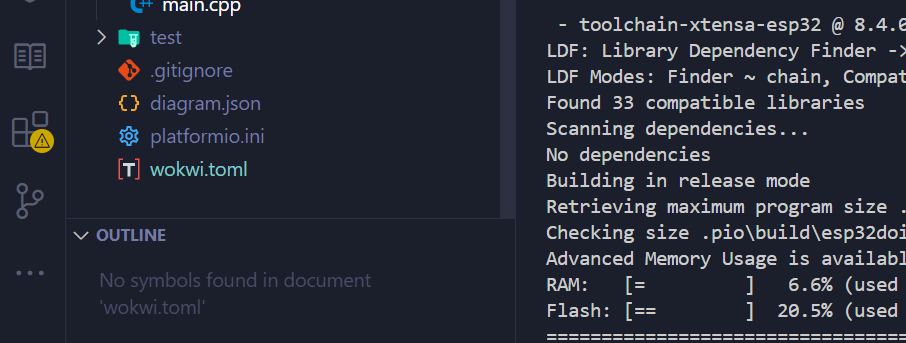 main.cpp
test
.gitignore
diagram.json
platformio.ini
wokwi.toml
OUTLINE
No symbols found in document
'wokwi.toml'
- toolchain-xtensa-esp32 @ 8.4.0
LDF: Library Dependency Finder ->
LDF Modes: Finder ~ chain, Compat
Found 33 compatible libraries
Scanning dependencies...
No dependencies
Building in release mode
Retrieving maximum program size .
Checking size .pio\build\esp32doi
Advanced Memory Usage is availabl
RAM:   [=         ]   6.6% (used
Flash: [==        ]  20.5% (used
==================================